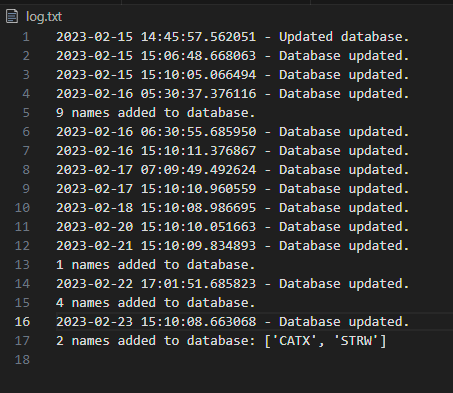 log.txt
1 2023-02-15 14:45:57.562051 - Updated database.
2 2023-02-15 15:06:48.668063 - Database updated.
3 2023-02-15 15:10:05.066494 - Database updated.
4 2023-02-16 05:30:37.376116 - Database updated.
5 9 names added to database.
6 2023-02-16 06:30:55.685950 - Database updated.
7 2023-02-16 15:10:11.376867 - Database updated.
8 2023-02-17 07:09:49.492624 - Database updated.
9 2023-02-17 15:10:10.960559 - Database updated.
10 2023-02-18 15:10:08.986695 - Database updated.
11 2023-02-20 15:10:10.051663 - Database updated.
12 2023-02-21 15:10:09.834893 - Database updated.
13 1 names added to database.
14 2023-02-22 17:01:51.685823 - Database updated.
15 4 names added to database.
16 2023-02-23 15:10:08.663068 - Database updated.
17 2 names added to database: ['CATX', 'STRW']
18